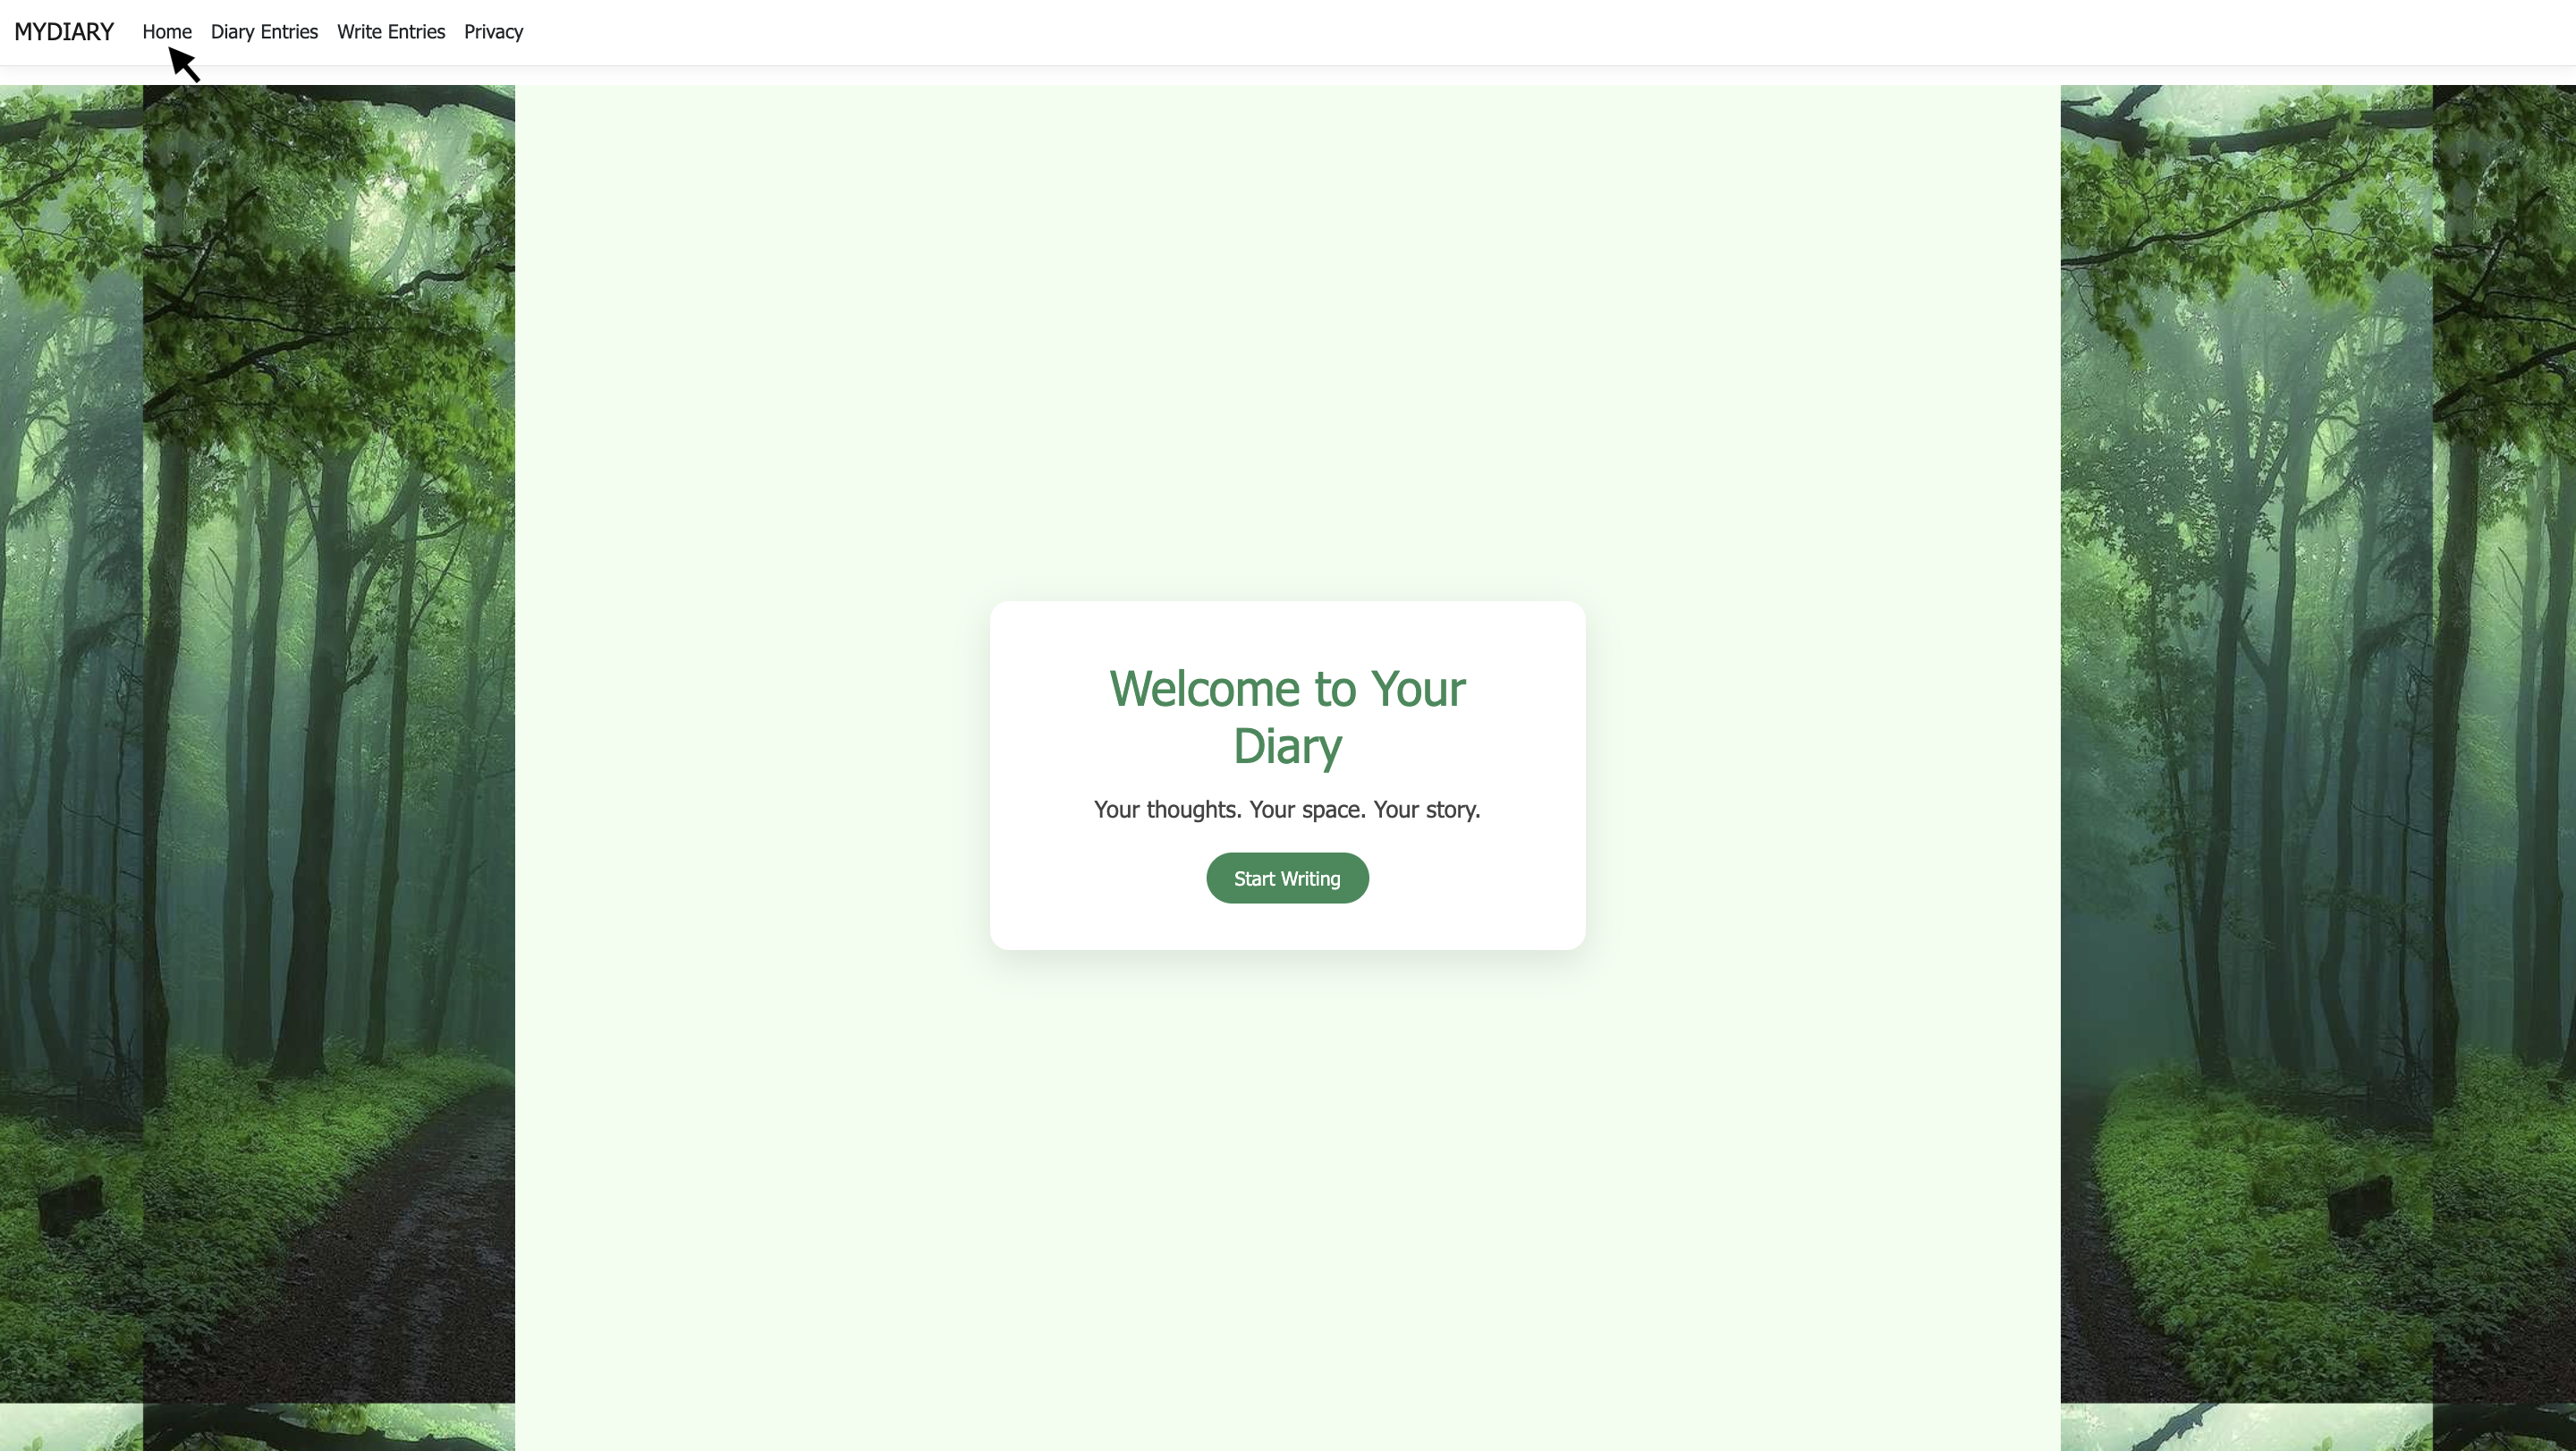 MYDIARY Home Diary Entries Write Entries Privacy
Welcome to Your
Diary
Your thoughts. Your space. Your story.
Start Writing